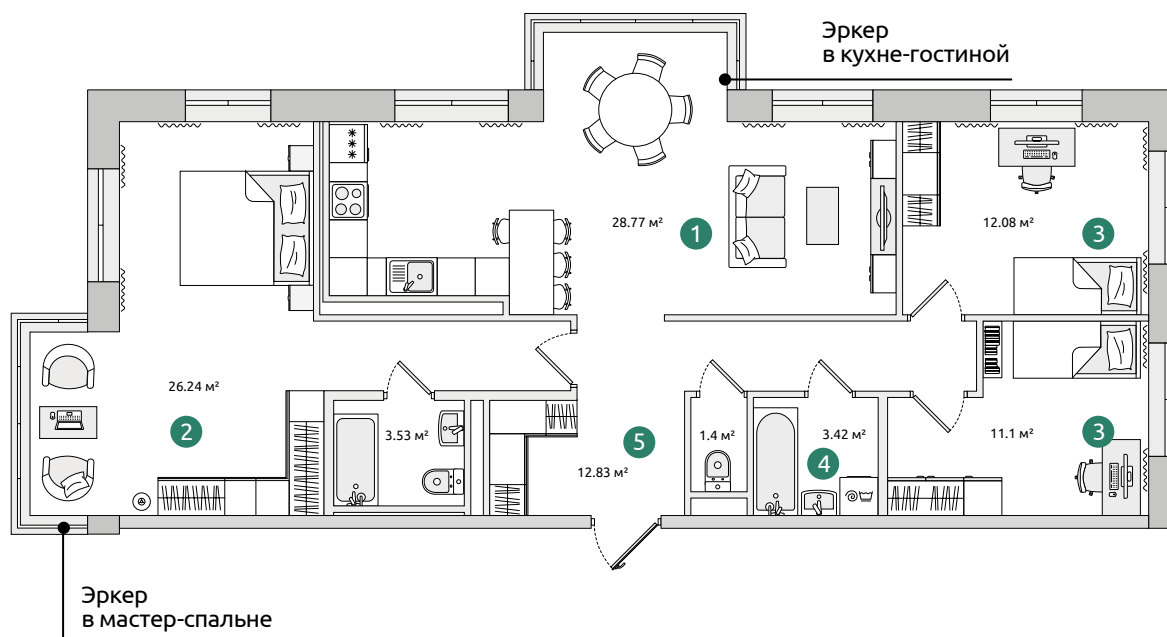 Эркер
в кухне-гостиной
28.77 м²
1
12.08 м²
3
26.24 м²
2
3.53 м²
5
12.83 м²
1.4 м²
3.42 м²
4
11.1 м²
3
Эркер
в мастер-спальне